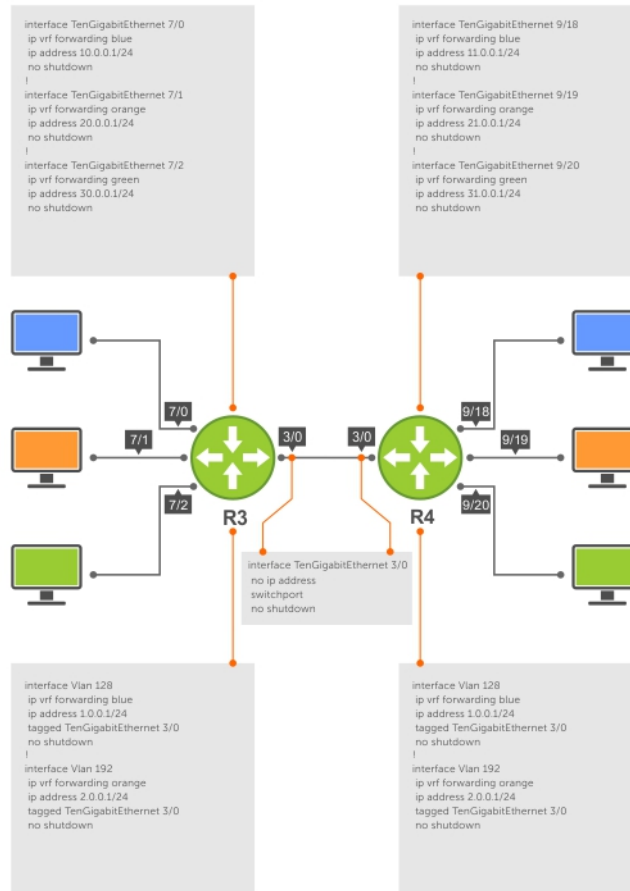 interface TenGigabitEthernet 7/0
ip vrf forwarding blue
ip address 10.0.0.1/24
no shutdown
!
interface TenGigabitEthernet 7/1
ip vrf forwarding orange
ip address 20.0.0.1/24
no shutdown
!
interface TenGigabitEthernet 7/2
ip vrf forwarding green
ip address 30.0.0.1/24
no shutdown
interface TenGigabitEthernet 9/18
ip vrf forwarding blue
ip address 11.0.0.1/24
no shutdown
!
interface TenGigabitEthernet 9/19
ip vrf forwarding orange
ip address 21.0.0.1/24
no shutdown
!
interface TenGigabitEthernet 9/20
ip vrf forwarding green
ip address 31.0.0.1/24
no shutdown
7/0
7/1
7/2
3/0
3/0
9/18
9/19
9/20
R3
R4
interface TenGigabitEthernet 3/0
no ip address
switchport
no shutdown
interface Vlan 128
ip vrf forwarding blue
ip address 1.0.0.1/24
tagged TenGigabitEthernet 3/0
no shutdown
!
interface Vlan 192
ip vrf forwarding orange
ip address 2.0.0.1/24
tagged TenGigabitEthernet 3/0
no shutdown
interface Vlan 128
ip vrf forwarding blue
ip address 1.0.0.1/24
tagged TenGigabitEthernet 3/0
no shutdown
!
interface Vlan 192
ip vrf forwarding orange
ip address 2.0.0.1/24
tagged TenGigabitEthernet 3/0
no shutdown